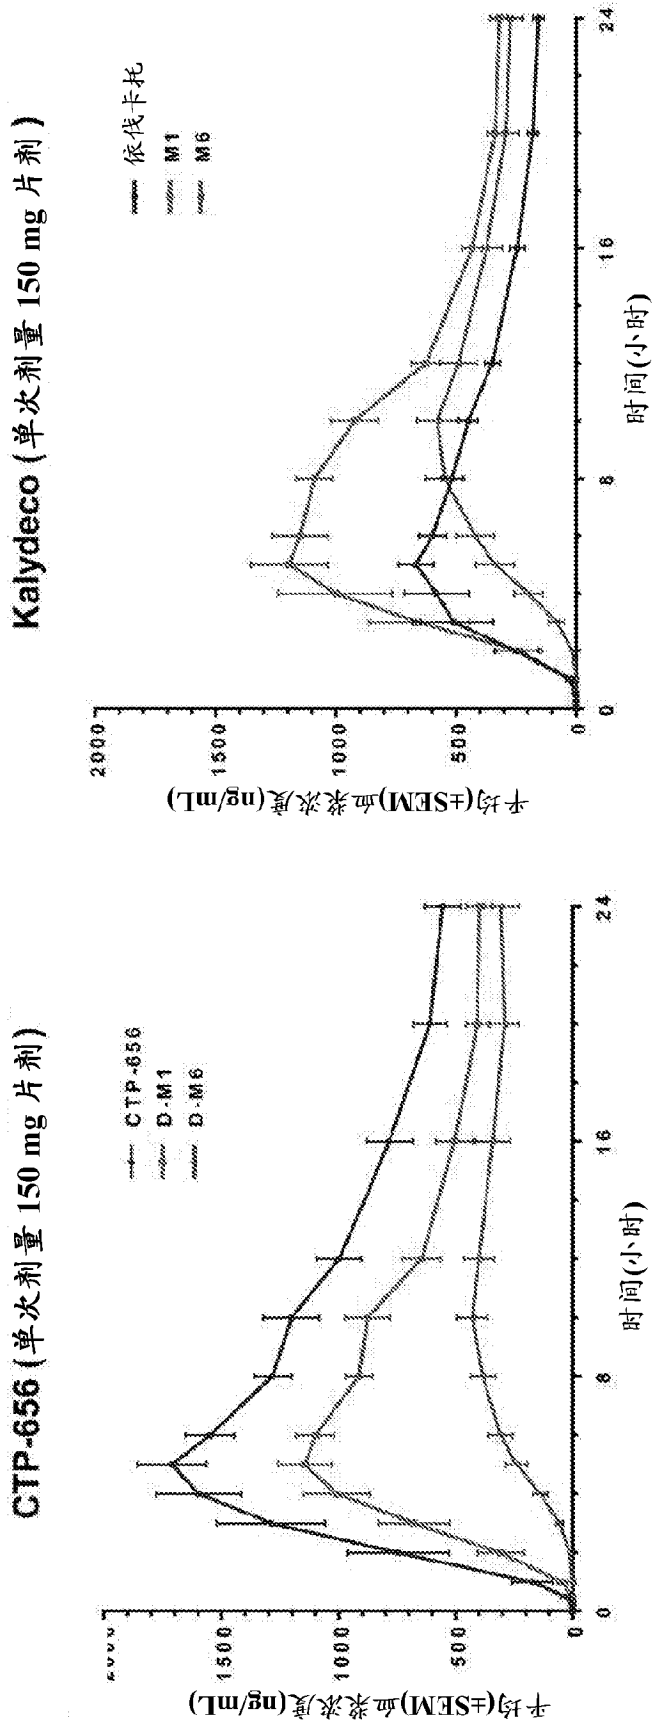 CTP-656 (单次剂量 150 mg 片剂)
平均(±SEM)血浆浓度(ng/mL)
1500
1000
500
0
CTP-656
D-M1
D-M6
0 8 16 24
时间(小时)
Kalydeco (单次剂量 150 mg 片剂)
平均(±SEM)血浆浓度(ng/mL)
2000
1500
1000
500
0
依伐卡托
M1
M6
0 8 16 24
时间(小时)